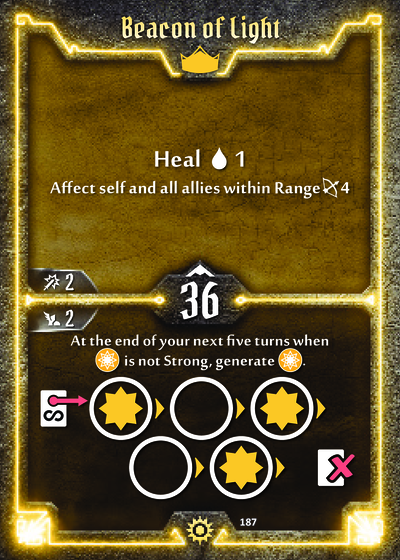 Beacon of Light
Heal 1
Affect self and all allies within Range 4
2
36
2
At the end of your next five turns when
is not Strong, generate .
S
187